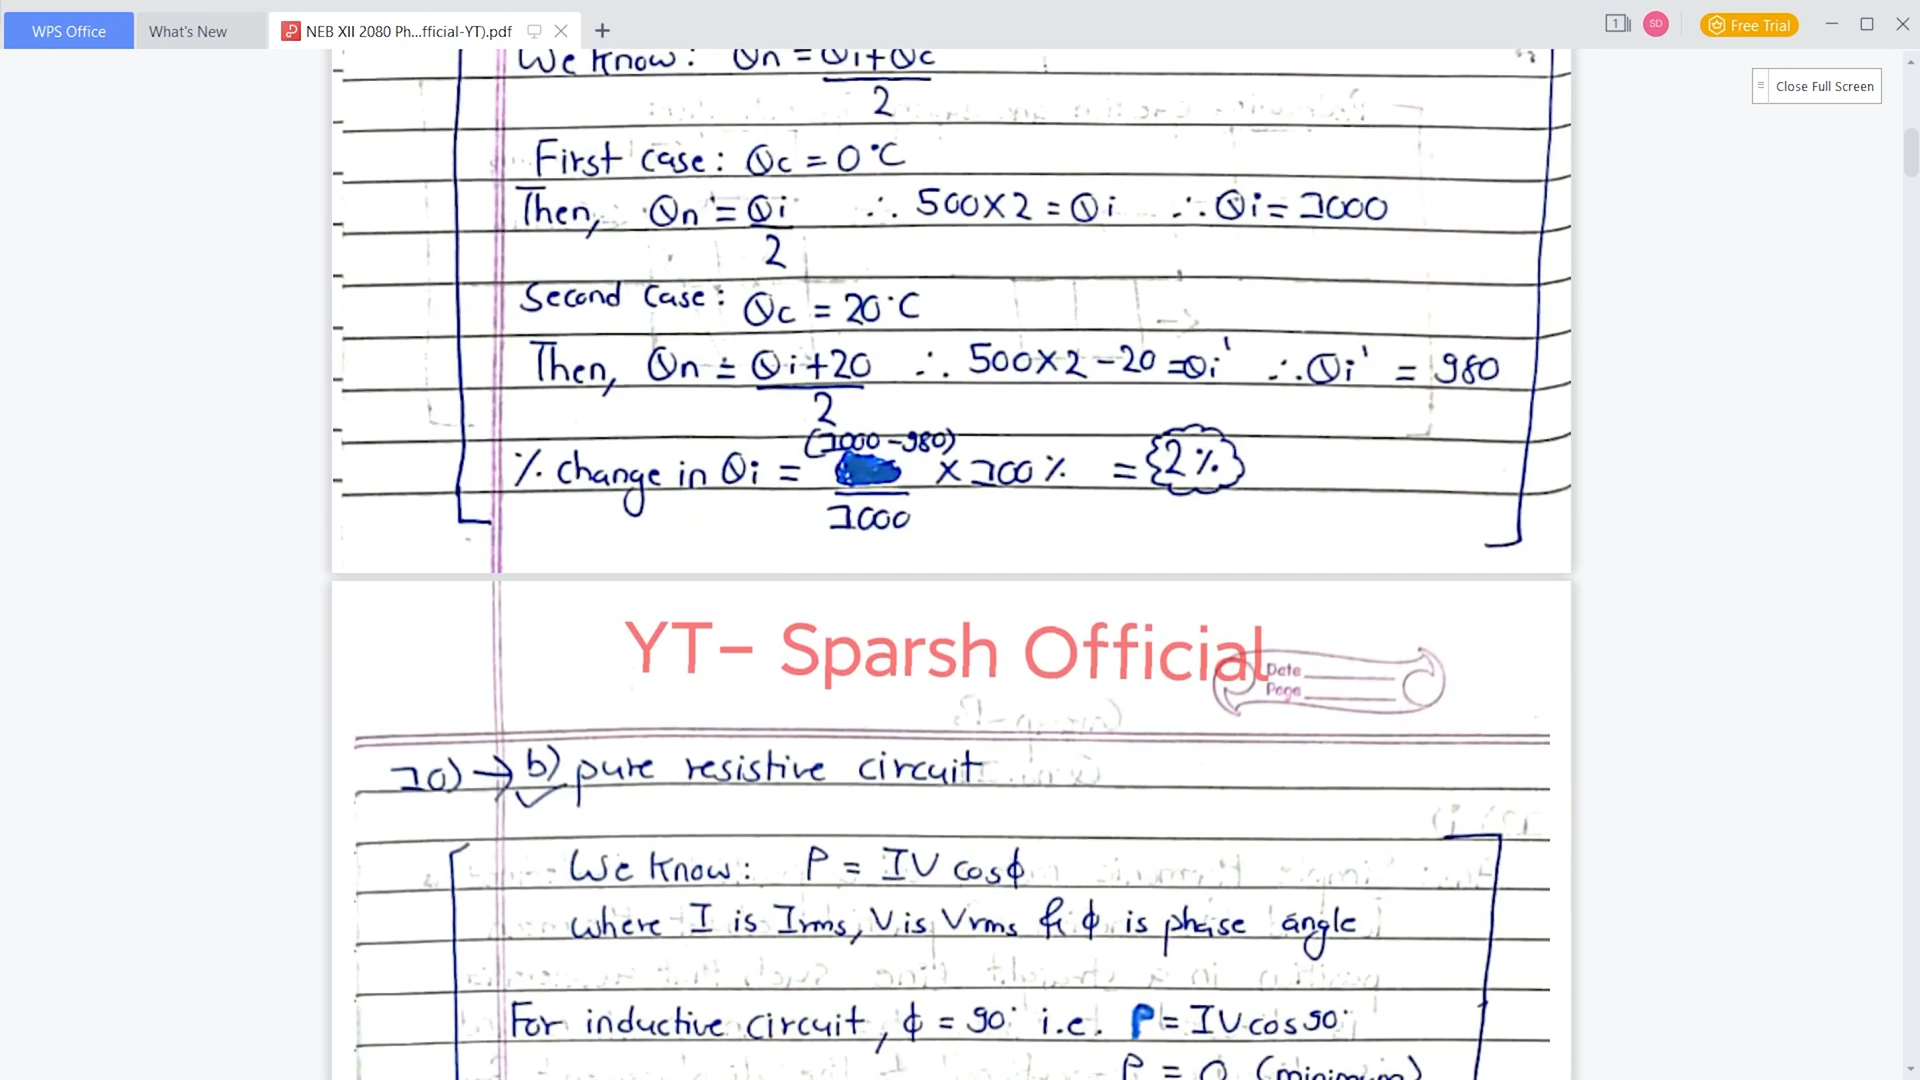 WPS Office
What's New
NEB XII 2080 Ph...fficial-YT).pdf
1
SD
Free Trial
Close Full Screen
We know: θn = θi+θc
2
First case: θc = 0°C
Then, θn = θi ∴ 500×2 = θi ∴ θi = 1000
2
Second case: θc = 20°C
Then, θn = θi+20 ∴ 500×2-20=θi' ∴ θi' = 980
2
(1000-980)
% change in θi = ×100% = 2%
1000
YT- Sparsh Official
Date
Page
10) → b) pure resistive circuit
We know: P = IV cosϕ
where I is Irms, V is Vrms & ϕ is phase angle
For inductive circuit, ϕ = 90° i.e. P = IV cos90°
P = 0 (minimum)